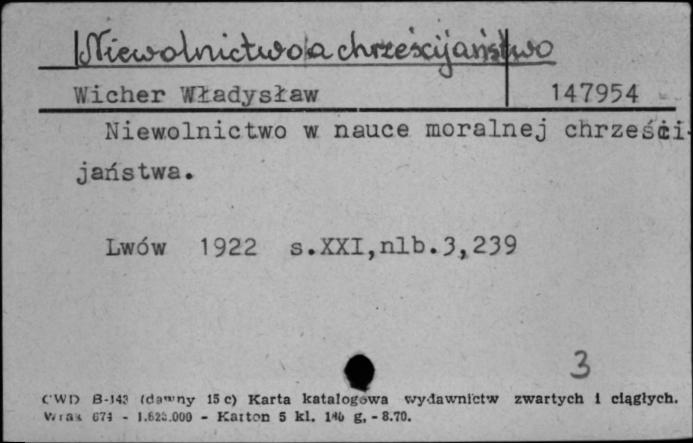 Niewolnictwo a chrześcijaństwo
Wicher Władysław 147954
Niewolnictwo w nauce moralnej chrześci-
jaństwa.
Lwów 1922 s.XXI,nlb.3,239
3
CWD B-143 (dawny 15 c) Karta katalogowa wydawnictw zwartych i ciągłych.
674 - 1.625.000 - Karton 5 kl. g. - 8.70.